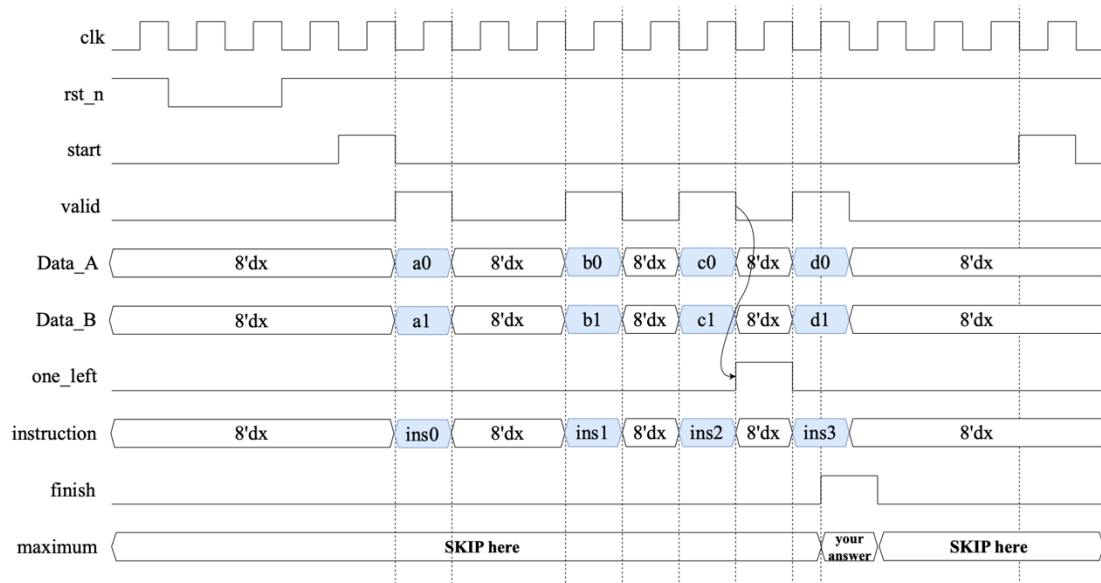 clk
rst_n
start
valid
Data_A 8'dx a0 8'dx b0 8'dx c0 8'dx d0 8'dx
Data_B 8'dx a1 8'dx b1 8'dx c1 8'dx d1 8'dx
one_left
instruction 8'dx ins0 8'dx ins1 8'dx ins2 8'dx ins3 8'dx
finish
maximum SKIP here your SKIP here
answer